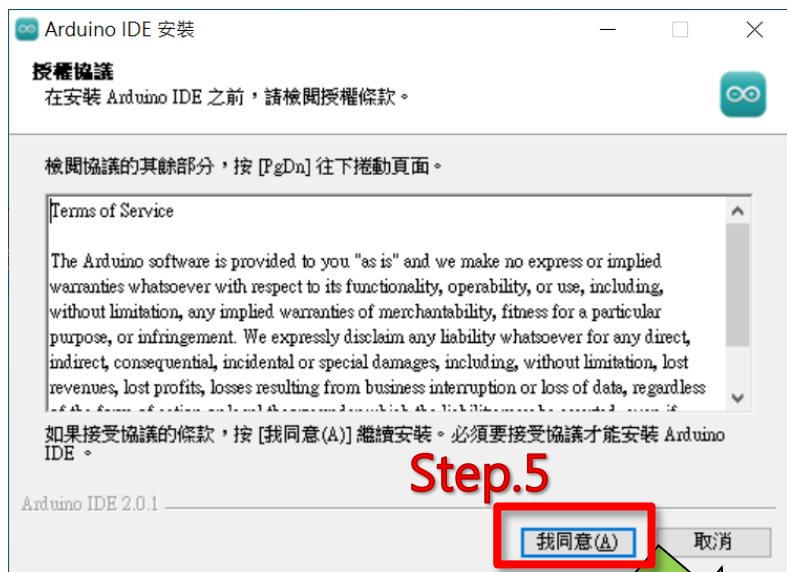 Arduino IDE 安裝
授權協議
在安裝 Arduino IDE 之前，請檢閱授權條款。
檢閱協議的其餘部分，按 [PgDn] 往下捲動頁面。
Terms of Service
The Arduino software is provided to you "as is" and we make no express or implied
warranties whatsoever with respect to its functionality, operability, or use, including,
without limitation, any implied warranties of merchantability, fitness for a particular
purpose, or infringement. We expressly disclaim any liability whatsoever for any direct,
indirect, consequential, incidental or special damages, including, without limitation, lost
revenues, lost profits, losses resulting from business interruption or loss of data, regardless
如果接受協議的條款，按 [我同意(A)] 繼續安裝。必須要接受協議才能安裝 Arduino
IDE。
Step.5
Arduino IDE 2.0.1
我同意(A)
取消